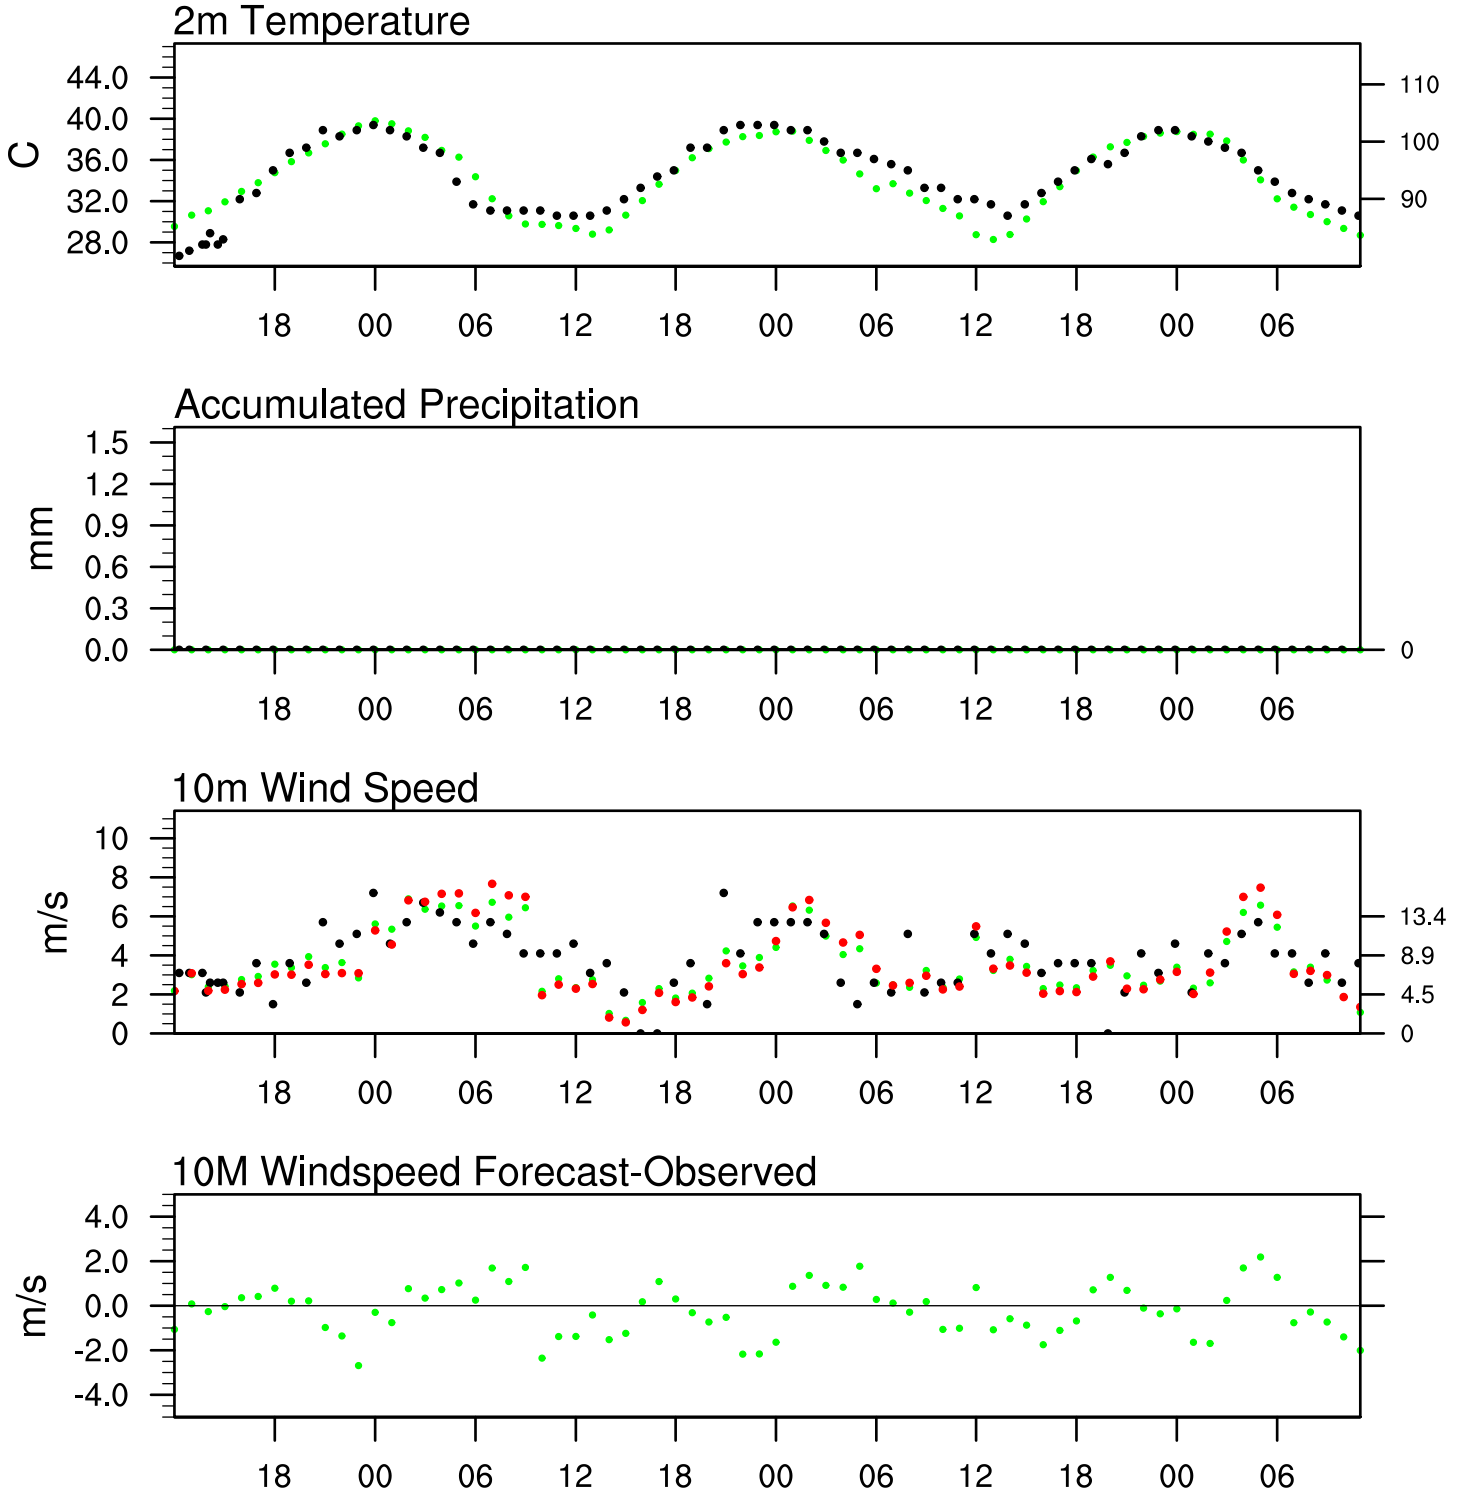 2m Temperature
44.0
40.0
36.0
32.0
28.0
C
110
100
90
18 00 06 12 18 00 06 12 18 00 06
Accumulated Precipitation
1.5
1.2
0.9
0.6
0.3
0.0
mm
0
18 00 06 12 18 00 06 12 18 00 06
10m Wind Speed
10
8
6
4
2
0
m/s
13.4
8.9
4.5
0
18 00 06 12 18 00 06 12 18 00 06
10M Windspeed Forecast-Observed
4.0
2.0
0.0
-2.0
-4.0
m/s
18 00 06 12 18 00 06 12 18 00 06